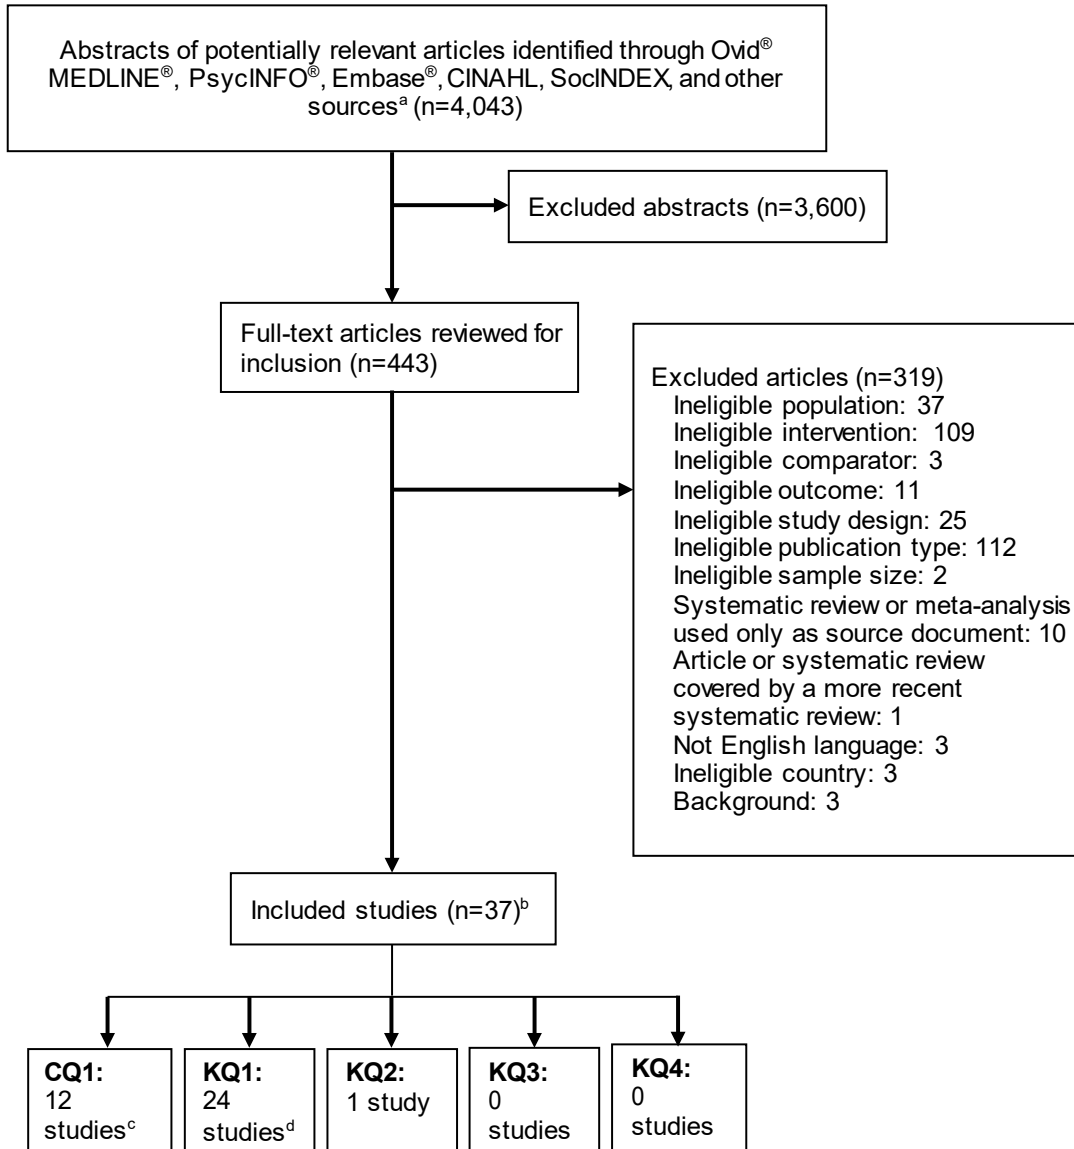 Abstracts of potentially relevant articles identified through Ovid®
MEDLINE®, PsycINFO®, Embase®, CINAHL, SocINDEX, and other
sourcesᵃ (n=4,043)
Excluded abstracts (n=3,600)
Full-text articles reviewed for
inclusion (n=443)
Excluded articles (n=319)
Ineligible population: 37
Ineligible intervention: 109
Ineligible comparator: 3
Ineligible outcome: 11
Ineligible study design: 25
Ineligible publication type: 112
Ineligible sample size: 2
Systematic review or meta-analysis
used only as source document: 10
Article or systematic review
covered by a more recent
systematic review: 1
Not English language: 3
Ineligible country: 3
Background: 3
Included studies (n=37)ᵇ
CQ1:
12
studiesᶜ
KQ1:
24
studiesᵈ
KQ2:
1 study
KQ3:
0
studies
KQ4:
0
studies